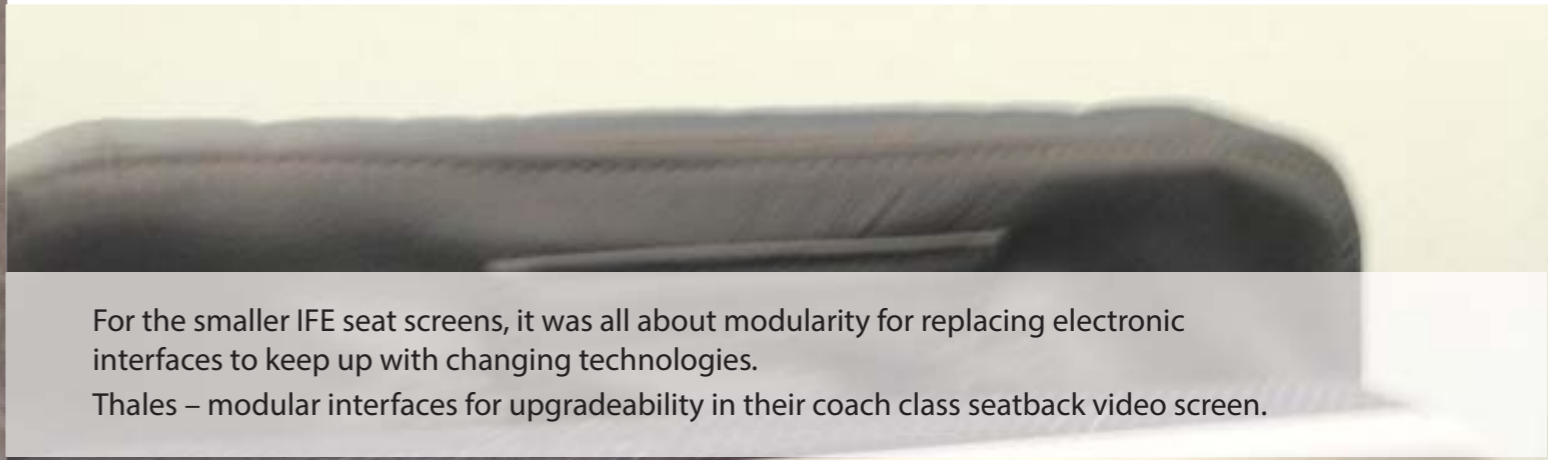 For the smaller IFE seat screens, it was all about modularity for replacing electronic
interfaces to keep up with changing technologies.
Thales – modular interfaces for upgradeability in their coach class seatback video screen.